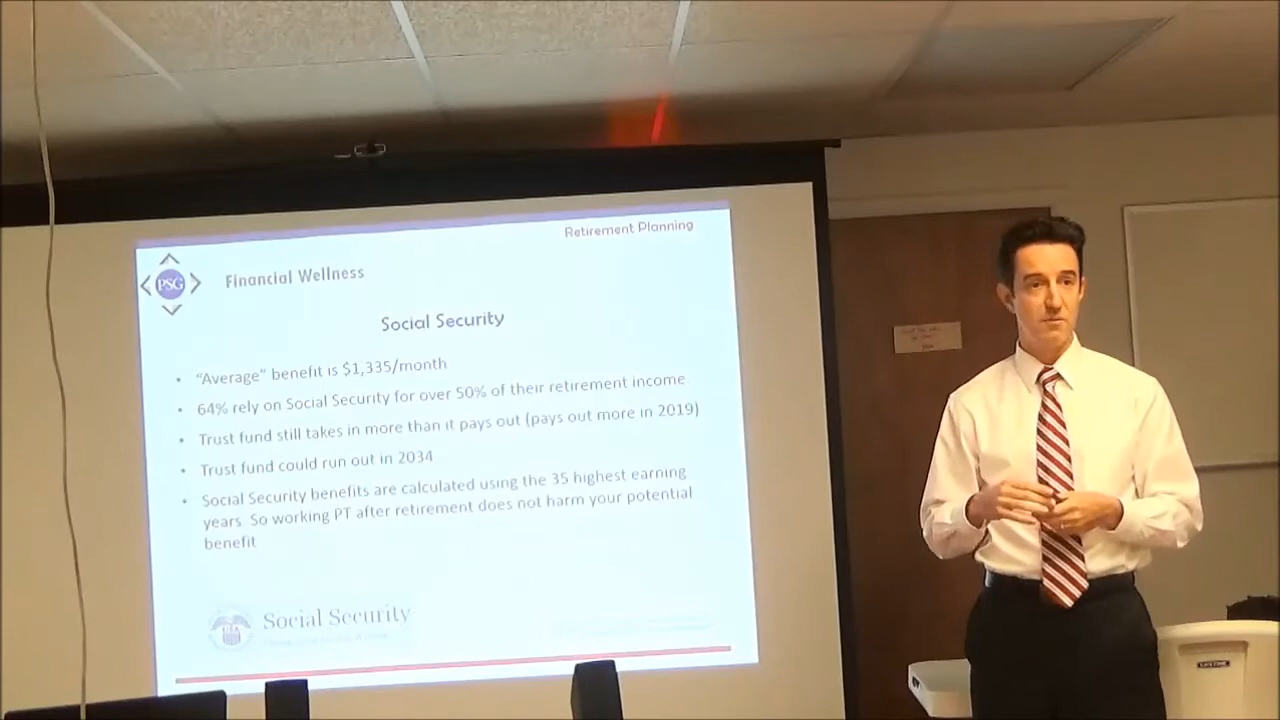 Retirement Planning
PSG
Financial Wellness
Social Security
• "Average" benefit is $1,335/month
• 64% rely on Social Security for over 50% of their retirement income
• Trust fund still takes in more than it pays out (pays out more in 2019)
• Trust fund could run out in 2034
• Social Security benefits are calculated using the 35 highest earning
years. So working PT after retirement does not harm your potential
benefit
Social Security
LIFETIME